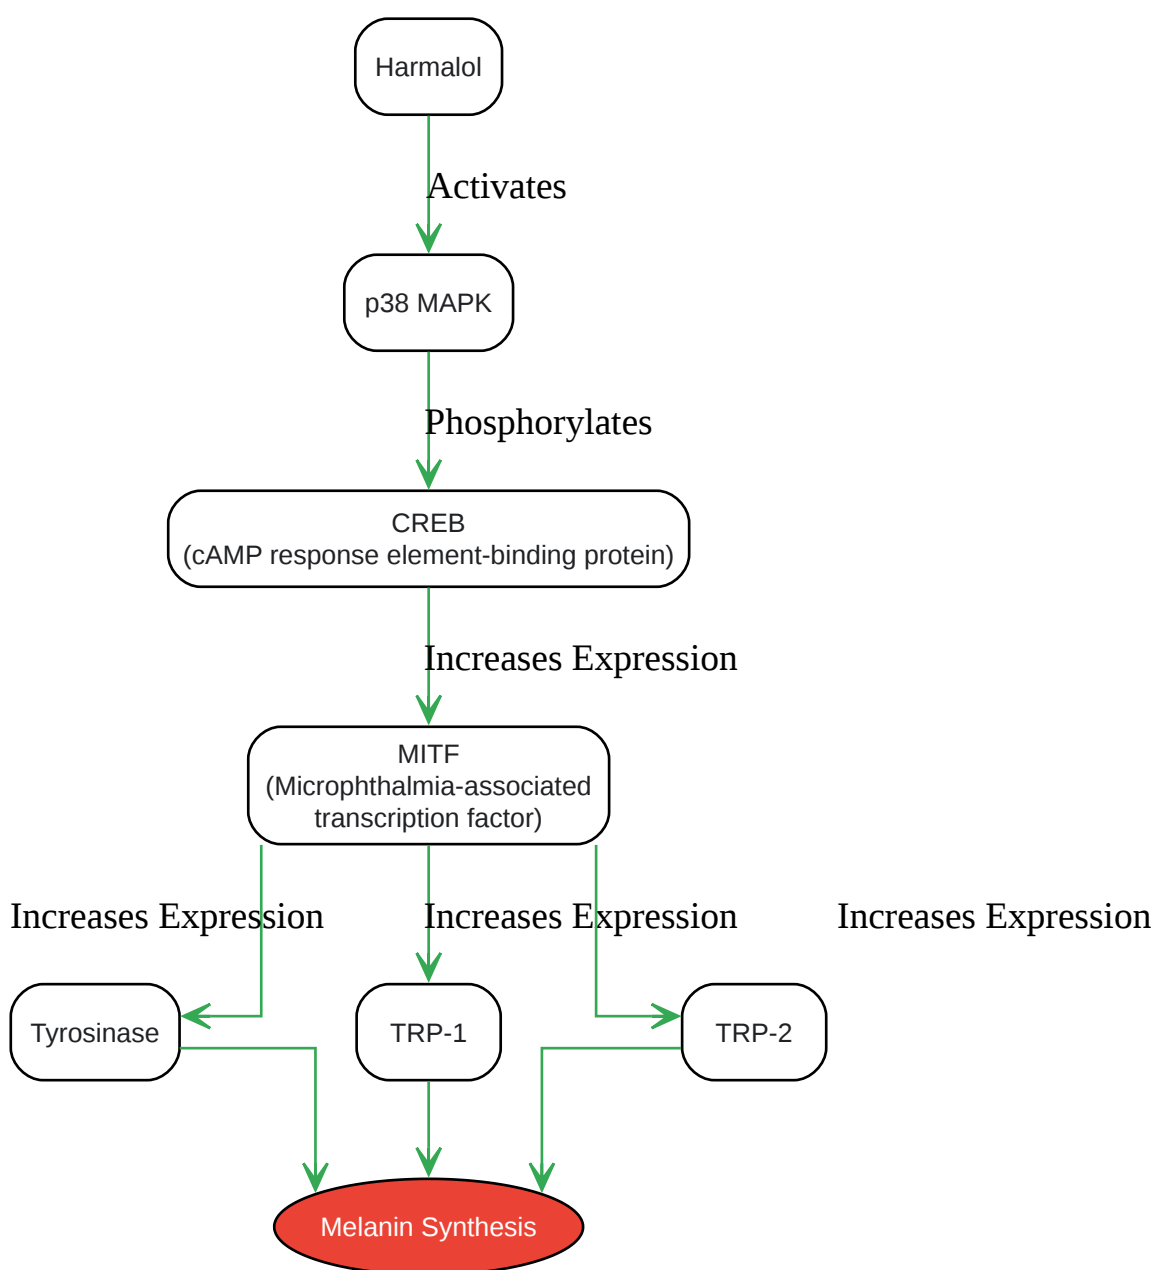 Harmalol
Activates
p38 MAPK
Phosphorylates
CREB
(cAMP response element-binding protein)
Increases Expression
MITF
(Microphthalmia-associated
transcription factor)
Increases Expression
Increases Expression
Increases Expression
Tyrosinase
TRP-1
TRP-2
Melanin Synthesis